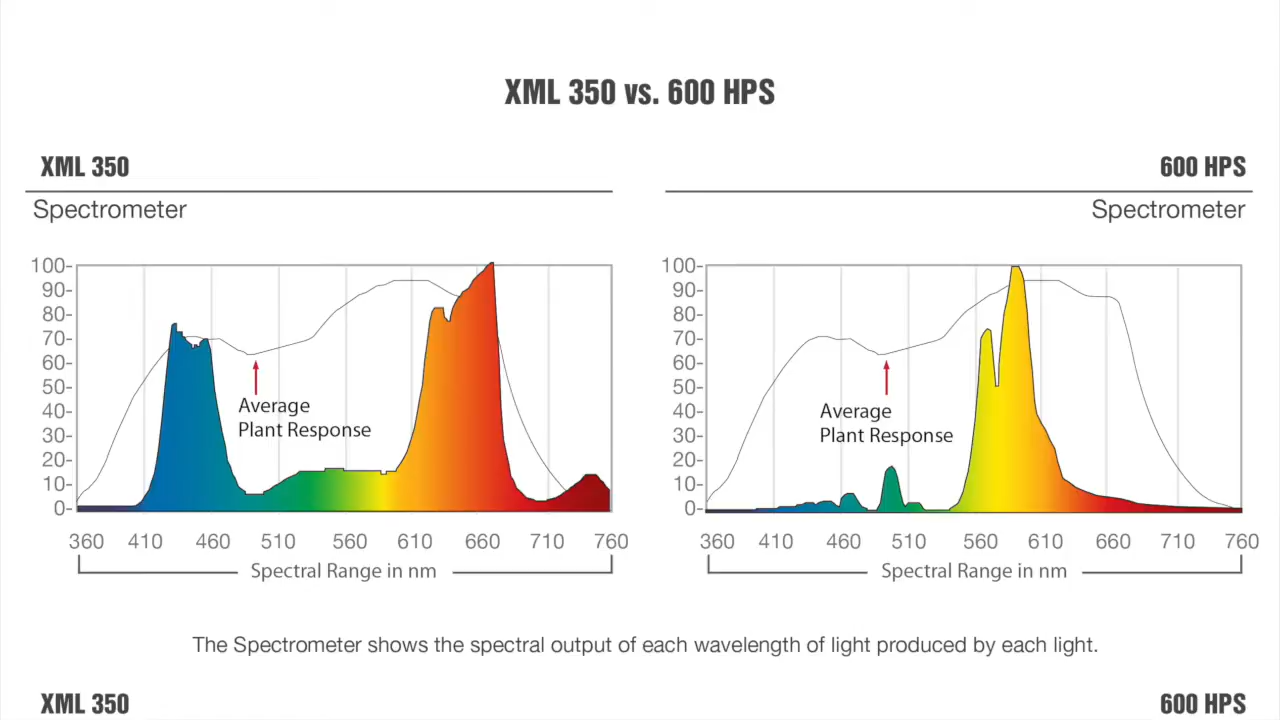 XML 350 vs. 600 HPS
XML 350
600 HPS
Spectrometer
Spectrometer
100-
90-
80-
70-
60-
50-
40-
30-
20-
10-
0-
Average
Plant Response
360 410 460 510 560 610 660 710 760
Spectral Range in nm
100-
90-
80-
70-
60-
50-
40-
30-
20-
10-
0-
Average
Plant Response
360 410 460 510 560 610 660 710 760
Spectral Range in nm
The Spectrometer shows the spectral output of each wavelength of light produced by each light.
XML 350
600 HPS